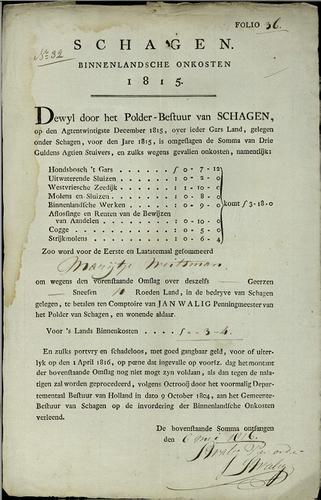 FOLIO 36.
No 32
SCHAGEN.
BINNENLANDSCHE ONKOSTEN
1815.
Dewyl door het Polder-Bestuur van SCHAGEN,
op den Agtentwintigste December 1815, over ieder Gars Land, gelegen
onder Schagen, voor den Jare 1815, is omgeslagen de Somma van Drie
Guldens Agtien Stuivers, en zulks wegens gevallen onkosten, namendlijk:
Hondsbosch 't Gars - - - ƒ 0 - 7 - 12
Uitwaterende Sluizen - - - : 0 - 2 - 0
Westvriesche Zeedijk - - - : 1 - 10 - 0
Molens en Sluizen - - - : 0 - 8 - 0
Binnenlandsche Werken - - : 0 - 9 - 0 komt ƒ 3-18-0
Aflossinge en Renten van de Bewijzen
van Aandelen - - - : 0 - 10 - 0
Cogge - - - : 0 - 5 - 0
Strijkmolens - - - : 0 - 6 - 4
Zoo word voor de Eerste en Laatstemaal gesommeerd
om wegens den vorenstaande Omslag over deszelfs Geerzen
Sneesen Roeden Land, in de bedryve van Schagen
gelegen, te betalen ten Comptoire van JAN WALIG Penningmeester van
het Polder van Schagen, en wonende aldaar.
Voor 's Lands Binnenkosten ƒ - 3 - 4.
En zulks portvry en schadeloos, met goed gangbaar geld, voor of uiter-
lyk op den 1 April 1816, op pœne dat ingevalle op voorsz. dag het montant
der bovenstaande Omslag nog niet mogt zyn voldaan, als dan tegen de nala-
tigen zal worden geprocedeerd, volgens Octrooij door het voormalig Depar-
tementaal Bestuur van Holland in dato 9 October 1804, aan het Gemeente-
Bestuur van Schagen op de invordering der Binnenlandsche Onkosten
verleend.
De bovenstaande Somma ontfangen
den 1816.
J Walig